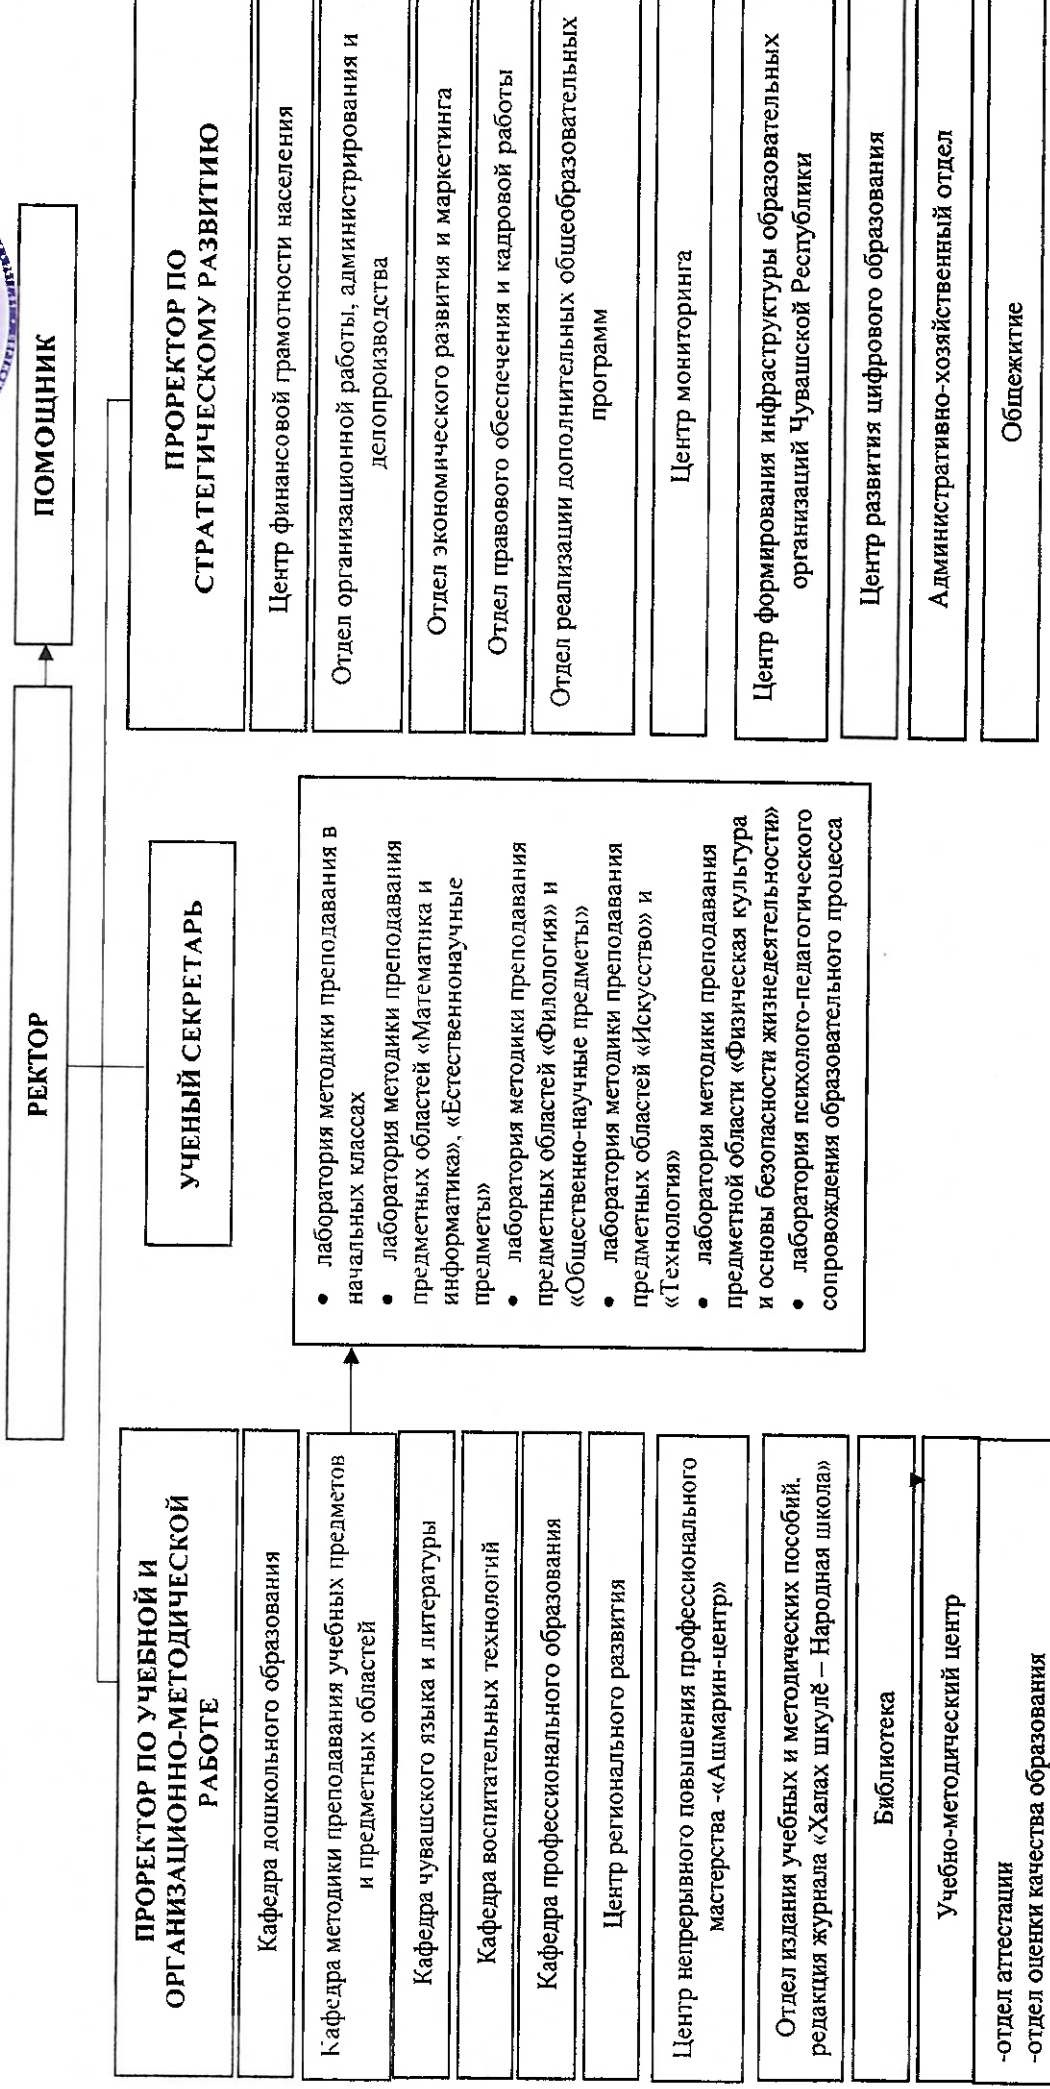 РЕКТОР
ПОМОЩНИК
ПРОРЕКТОР ПО УЧЕБНОЙ И
ОРГАНИЗАЦИОННО-МЕТОДИЧЕСКОЙ
РАБОТЕ
Кафедра дошкольного образования
Кафедра методики преподавания учебных предметов
и предметных областей
Кафедра чувашского языка и литературы
Кафедра воспитательных технологий
Кафедра профессионального образования
Центр регионального развития
Центр непрерывного повышения профессионального
мастерства -«Ашмарин-центр»
Отдел издания учебных и методических пособий.
редакция журнала «Халах шкулĕ – Народная школа»
Библиотека
Учебно-методический центр
-отдел аттестации
-отдел оценки качества образования
УЧЕНЫЙ СЕКРЕТАРЬ
• лаборатория методики преподавания в
начальных классах
• лаборатория методики преподавания
предметных областей «Математика и
информатика», «Естественнонаучные
предметы»
• лаборатория методики преподавания
предметных областей «Филология» и
«Общественно-научные предметы»
• лаборатория методики преподавания
предметных областей «Искусство» и
«Технология»
• лаборатория методики преподавания
предметной области «Физическая культура
и основы безопасности жизнедеятельности»
• лаборатория психолого-педагогического
сопровождения образовательного процесса
ПРОРЕКТОР ПО
СТРАТЕГИЧЕСКОМУ РАЗВИТИЮ
Центр финансовой грамотности населения
Отдел организационной работы, администрирования и
делопроизводства
Отдел экономического развития и маркетинга
Отдел правового обеспечения и кадровой работы
Отдел реализации дополнительных общеобразовательных
программ
Центр мониторинга
Центр формирования инфраструктуры образовательных
организаций Чувашской Республики
Центр развития цифрового образования
Административно-хозяйственный отдел
Общежитие